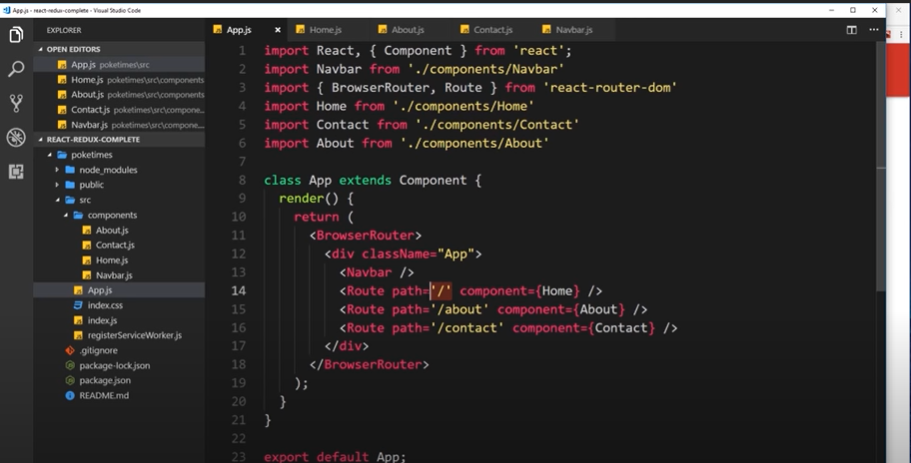 App.js - react-redux-complete - Visual Studio Code
EXPLORER
OPEN EDITORS
App.js poketimes\src
Home.js poketimes\src\components
About.js poketimes\src\components
Contact.js poketimes\src\compone...
Navbar.js poketimes\src\compone...
REACT-REDUX-COMPLETE
poketimes
node_modules
public
src
components
About.js
Contact.js
Home.js
Navbar.js
App.js
index.css
index.js
registerServiceWorker.js
.gitignore
package-lock.json
package.json
README.md
App.js Home.js About.js Contact.js Navbar.js
1 import React, { Component } from 'react';
2 import Navbar from './components/Navbar'
3 import { BrowserRouter, Route } from 'react-router-dom'
4 import Home from './components/Home'
5 import Contact from './components/Contact'
6 import About from './components/About'
7
8 class App extends Component {
9 render() {
10 return (
11 <BrowserRouter>
12 <div className="App">
13 <Navbar />
14 <Route path='/' component={Home} />
15 <Route path='/about' component={About} />
16 <Route path='/contact' component={Contact} />
17 </div>
18 </BrowserRouter>
19 );
20 }
21 }
22
23 export default App;